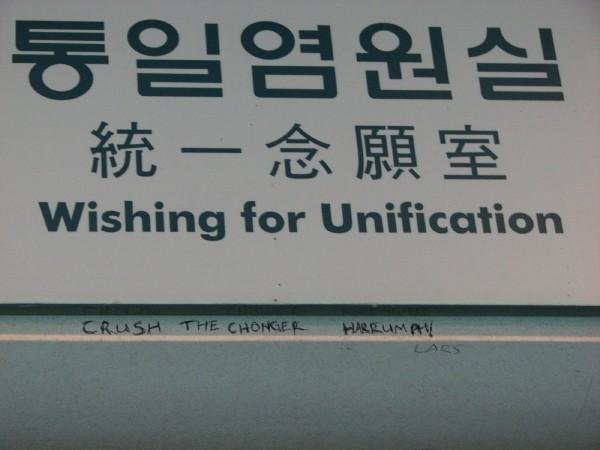 통일염원실
統一念願室
Wishing for Unification
CRUSH THE CHONGER HARRUMPH!
LARS